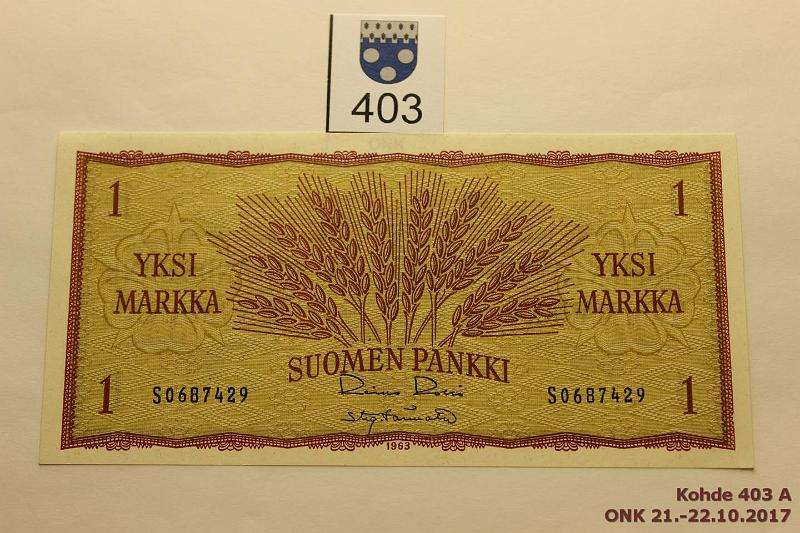 403
1
1
YKSI
MARKKA
YKSI
MARKKA
SUOMEN PANKKI
1
S0687429
S0687429
1
1963
Kohde 403 A
ONK 21.-22.10.2017